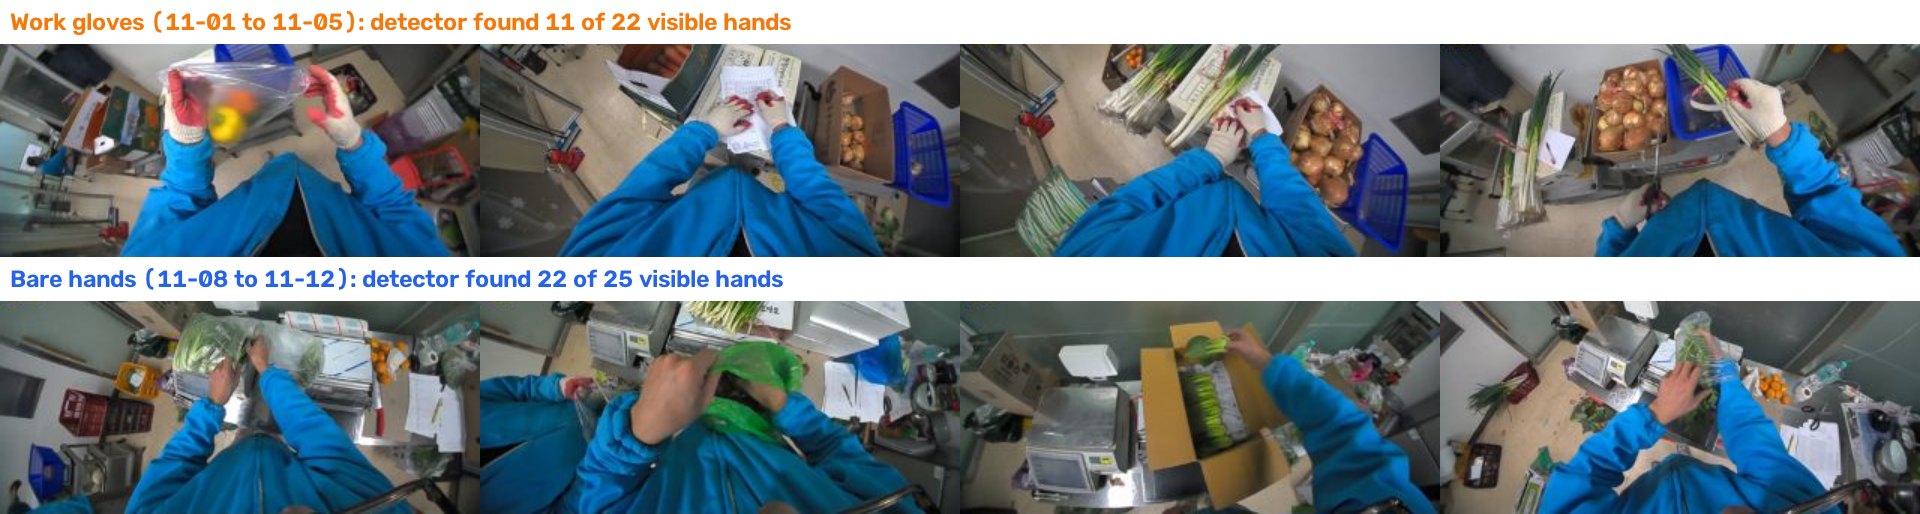 Work gloves (11-01 to 11-05): detector found 11 of 22 visible hands
Bare hands (11-08 to 11-12): detector found 22 of 25 visible hands